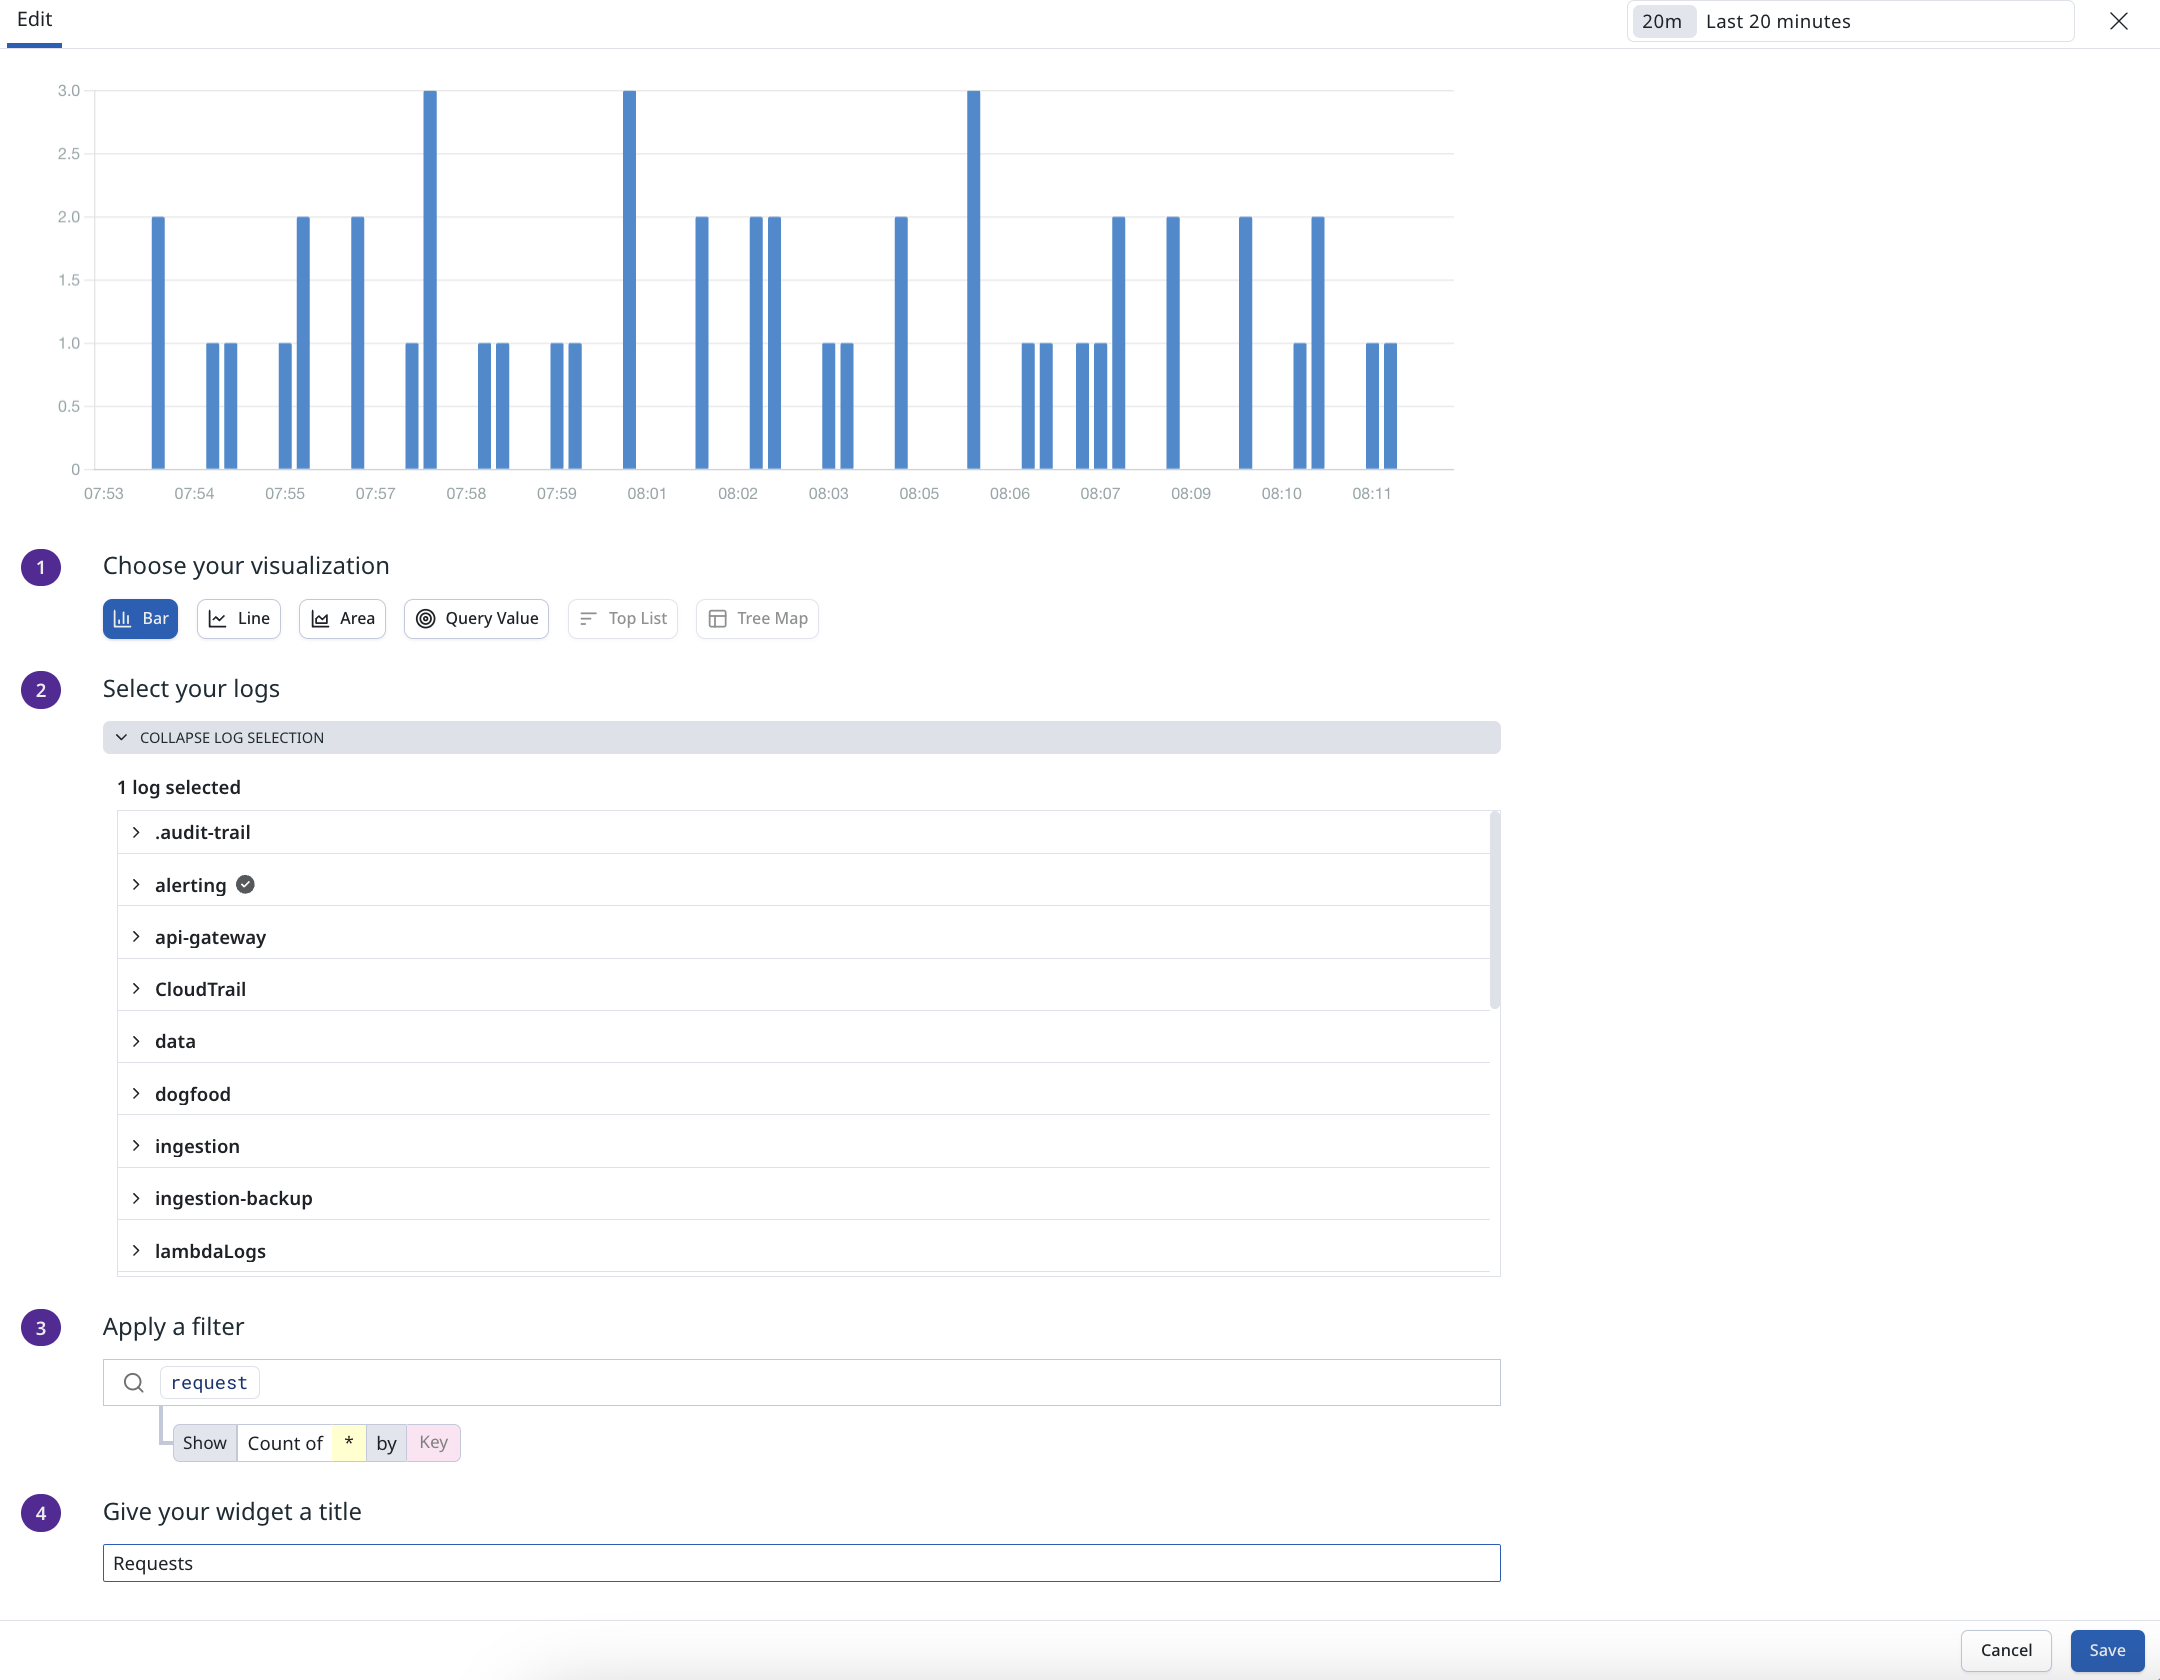 Edit
20m Last 20 minutes
3.0
2.5
2.0
1.5
1.0
0.5
0
07:53 07:54 07:55 07:57 07:58 07:59 08:01 08:02 08:03 08:05 08:06 08:07 08:09 08:10 08:11
1 Choose your visualization
Bar Line Area Query Value Top List Tree Map
2 Select your logs
COLLAPSE LOG SELECTION
1 log selected
.audit-trail
alerting
api-gateway
CloudTrail
data
dogfood
ingestion
ingestion-backup
lambdaLogs
3 Apply a filter
request
Show Count of * by Key
4 Give your widget a title
Requests
Cancel Save